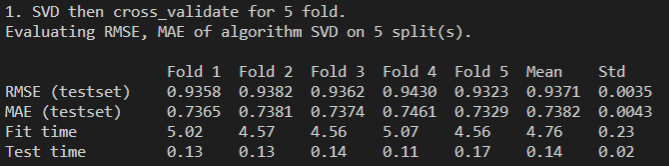 1. SVD then cross_validate for 5 fold.
Evaluating RMSE, MAE of algorithm SVD on 5 split(s).
Fold 1 Fold 2 Fold 3 Fold 4 Fold 5 Mean Std
RMSE (testset) 0.9358 0.9382 0.9362 0.9430 0.9323 0.9371 0.0035
MAE (testset) 0.7365 0.7381 0.7374 0.7461 0.7329 0.7382 0.0043
Fit time 5.02 4.57 4.56 5.07 4.56 4.76 0.23
Test time 0.13 0.13 0.14 0.11 0.17 0.14 0.02